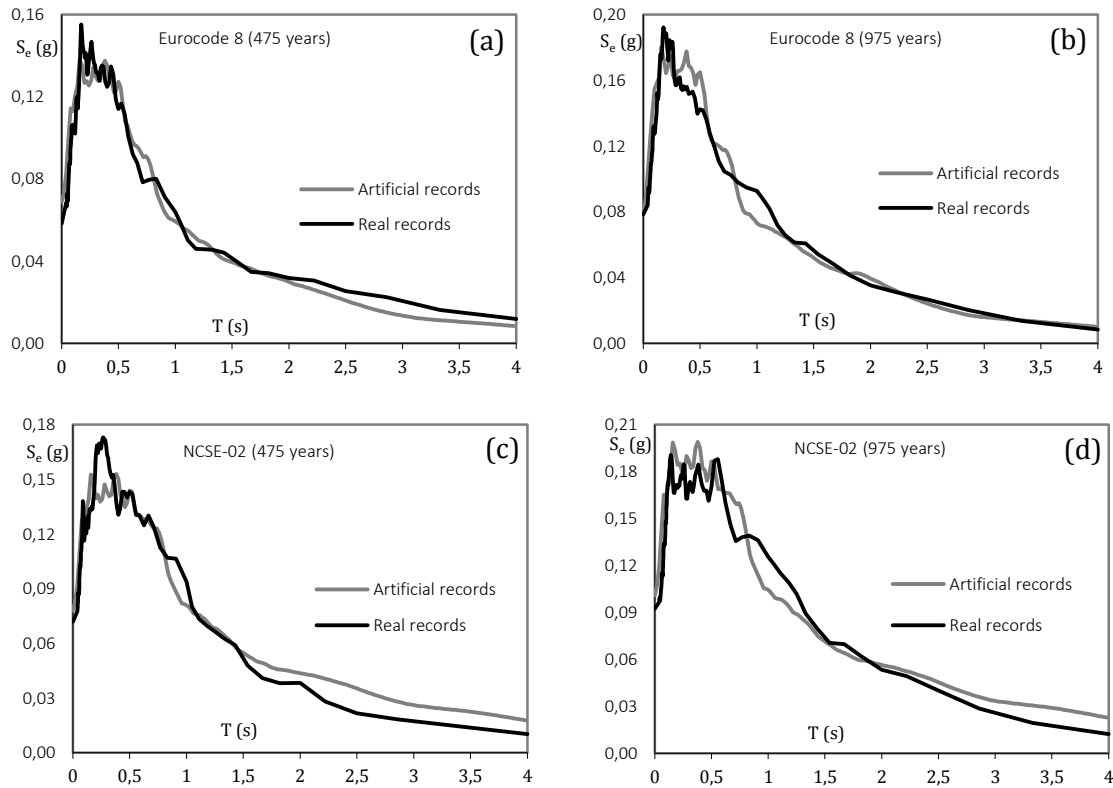 0,16
S_e (g)
Eurocode 8 (475 years)
(a)
0,12
0,08
Artificial records
Real records
0,04
T (s)
0,00
0 0,5 1 1,5 2 2,5 3 3,5 4
0,20
S_e (g)
Eurocode 8 (975 years)
(b)
0,16
0,12
Artificial records
Real records
0,08
0,04
T (s)
0,00
0 0,5 1 1,5 2 2,5 3 3,5 4
0,18
S_e (g)
NCSE-02 (475 years)
(c)
0,15
0,12
0,09
Artificial records
Real records
0,06
0,03
T (s)
0,00
0 0,5 1 1,5 2 2,5 3 3,5 4
0,21
S_e (g)
NCSE-02 (975 years)
(d)
0,18
0,15
0,12
Artificial records
0,09
Real records
0,06
0,03
T (s)
0,00
0 0,5 1 1,5 2 2,5 3 3,5 4